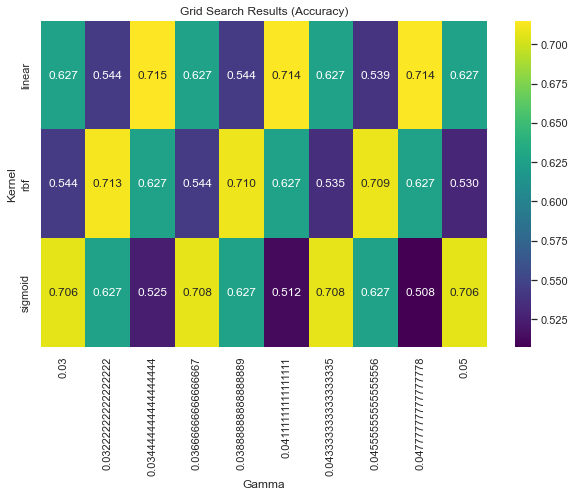 Grid Search Results (Accuracy)
Kernel
linear
0.627 0.544 0.715 0.627 0.544 0.714 0.627 0.539 0.714 0.627
rbf
0.544 0.713 0.627 0.544 0.710 0.627 0.535 0.709 0.627 0.530
sigmoid
0.706 0.627 0.525 0.708 0.627 0.512 0.708 0.627 0.508 0.706
0.03
0.03222222222222222
0.034444444444444444
0.036666666666666667
0.03888888888888889
0.04111111111111111
0.043333333333333335
0.04555555555555556
0.04777777777777778
0.05
Gamma
0.700
0.675
0.650
0.625
0.600
0.575
0.550
0.525